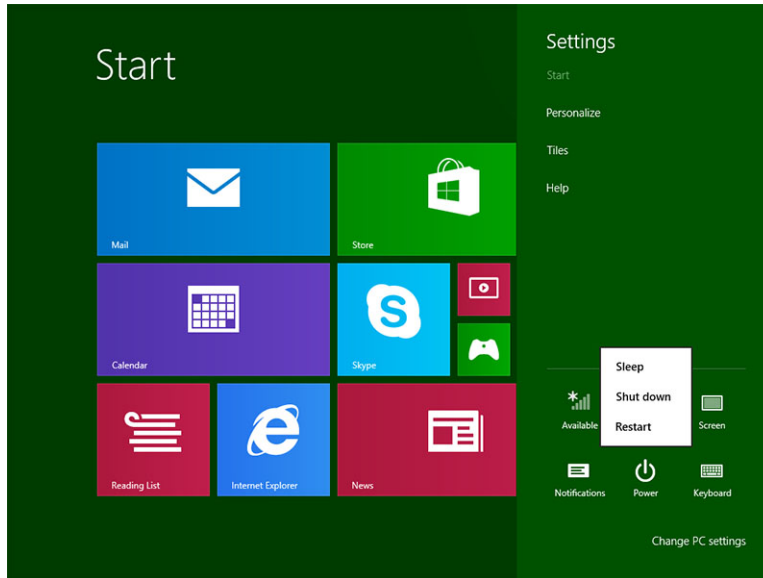 Start
Mail
Store
Calendar
Skype
Reading List
Internet Explorer
News
Settings
Start
Personalize
Tiles
Help
Sleep
Shut down
Restart
Available
Screen
Notifications
Power
Keyboard
Change PC settings